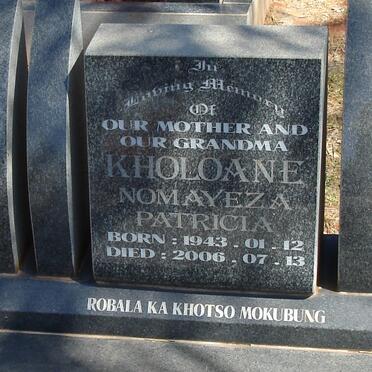 In
Loving Memory
Of
OUR MOTHER AND
OUR GRANDMA
KHOLOANE
NOMAYEZA
PATRICIA
BORN : 1943 . 01 . 12
DIED : 2006 . 07 . 13
ROBALA KA KHOTSO MOKUBUNG